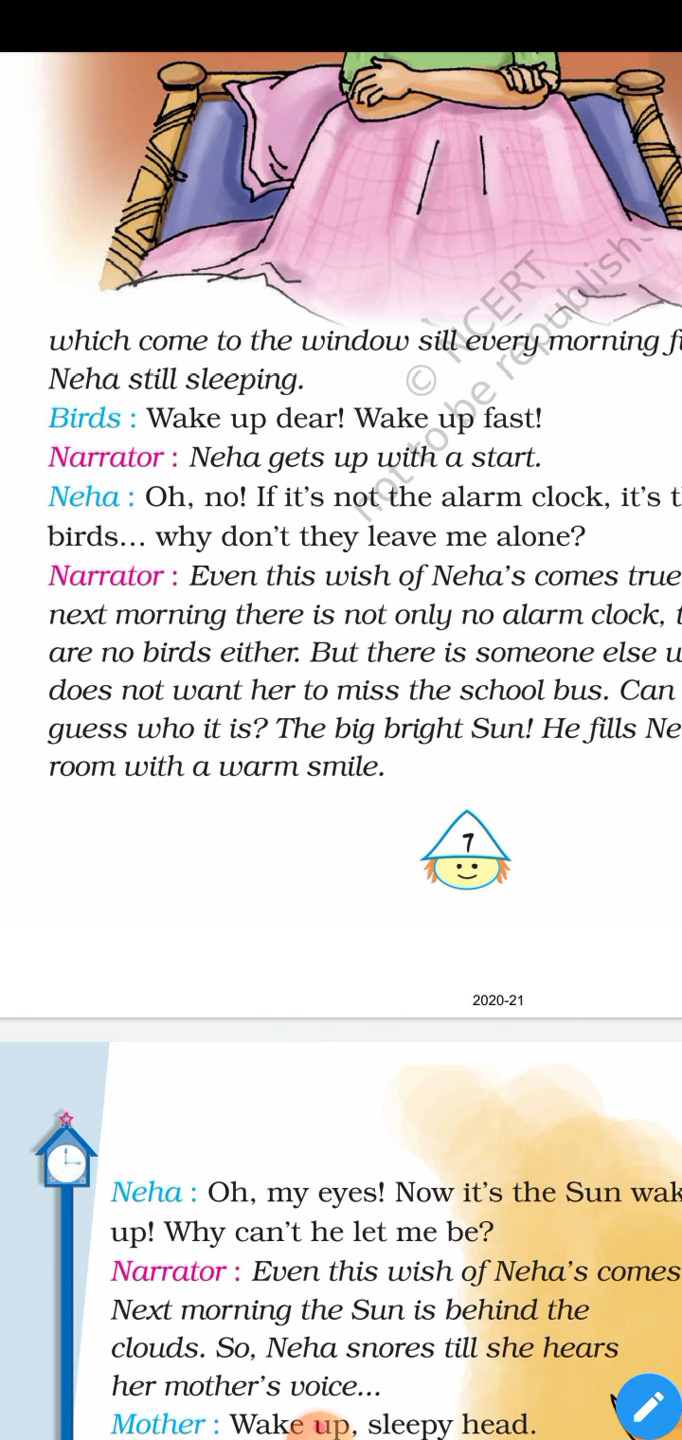 which come to the window sill every morning
Neha still sleeping.
Birds : Wake up dear! Wake up fast!
Narrator : Neha gets up with a start.
Neha : Oh, no! If it's not the alarm clock, it's
birds... why don't they leave me alone?
Narrator : Even this wish of Neha's comes true
next morning there is not only no alarm clock,
are no birds either. But there is someone else
does not want her to miss the school bus. Can
guess who it is? The big bright Sun! He fills
room with a warm smile.
© NCERT
not to be republish
7
2020-21
Neha : Oh, my eyes! Now it's the Sun
up! Why can't he let me be?
Narrator : Even this wish of Neha's comes
Next morning the Sun is behind the
clouds. So, Neha snores till she hears
her mother's voice...
Mother : Wake up, sleepy head.